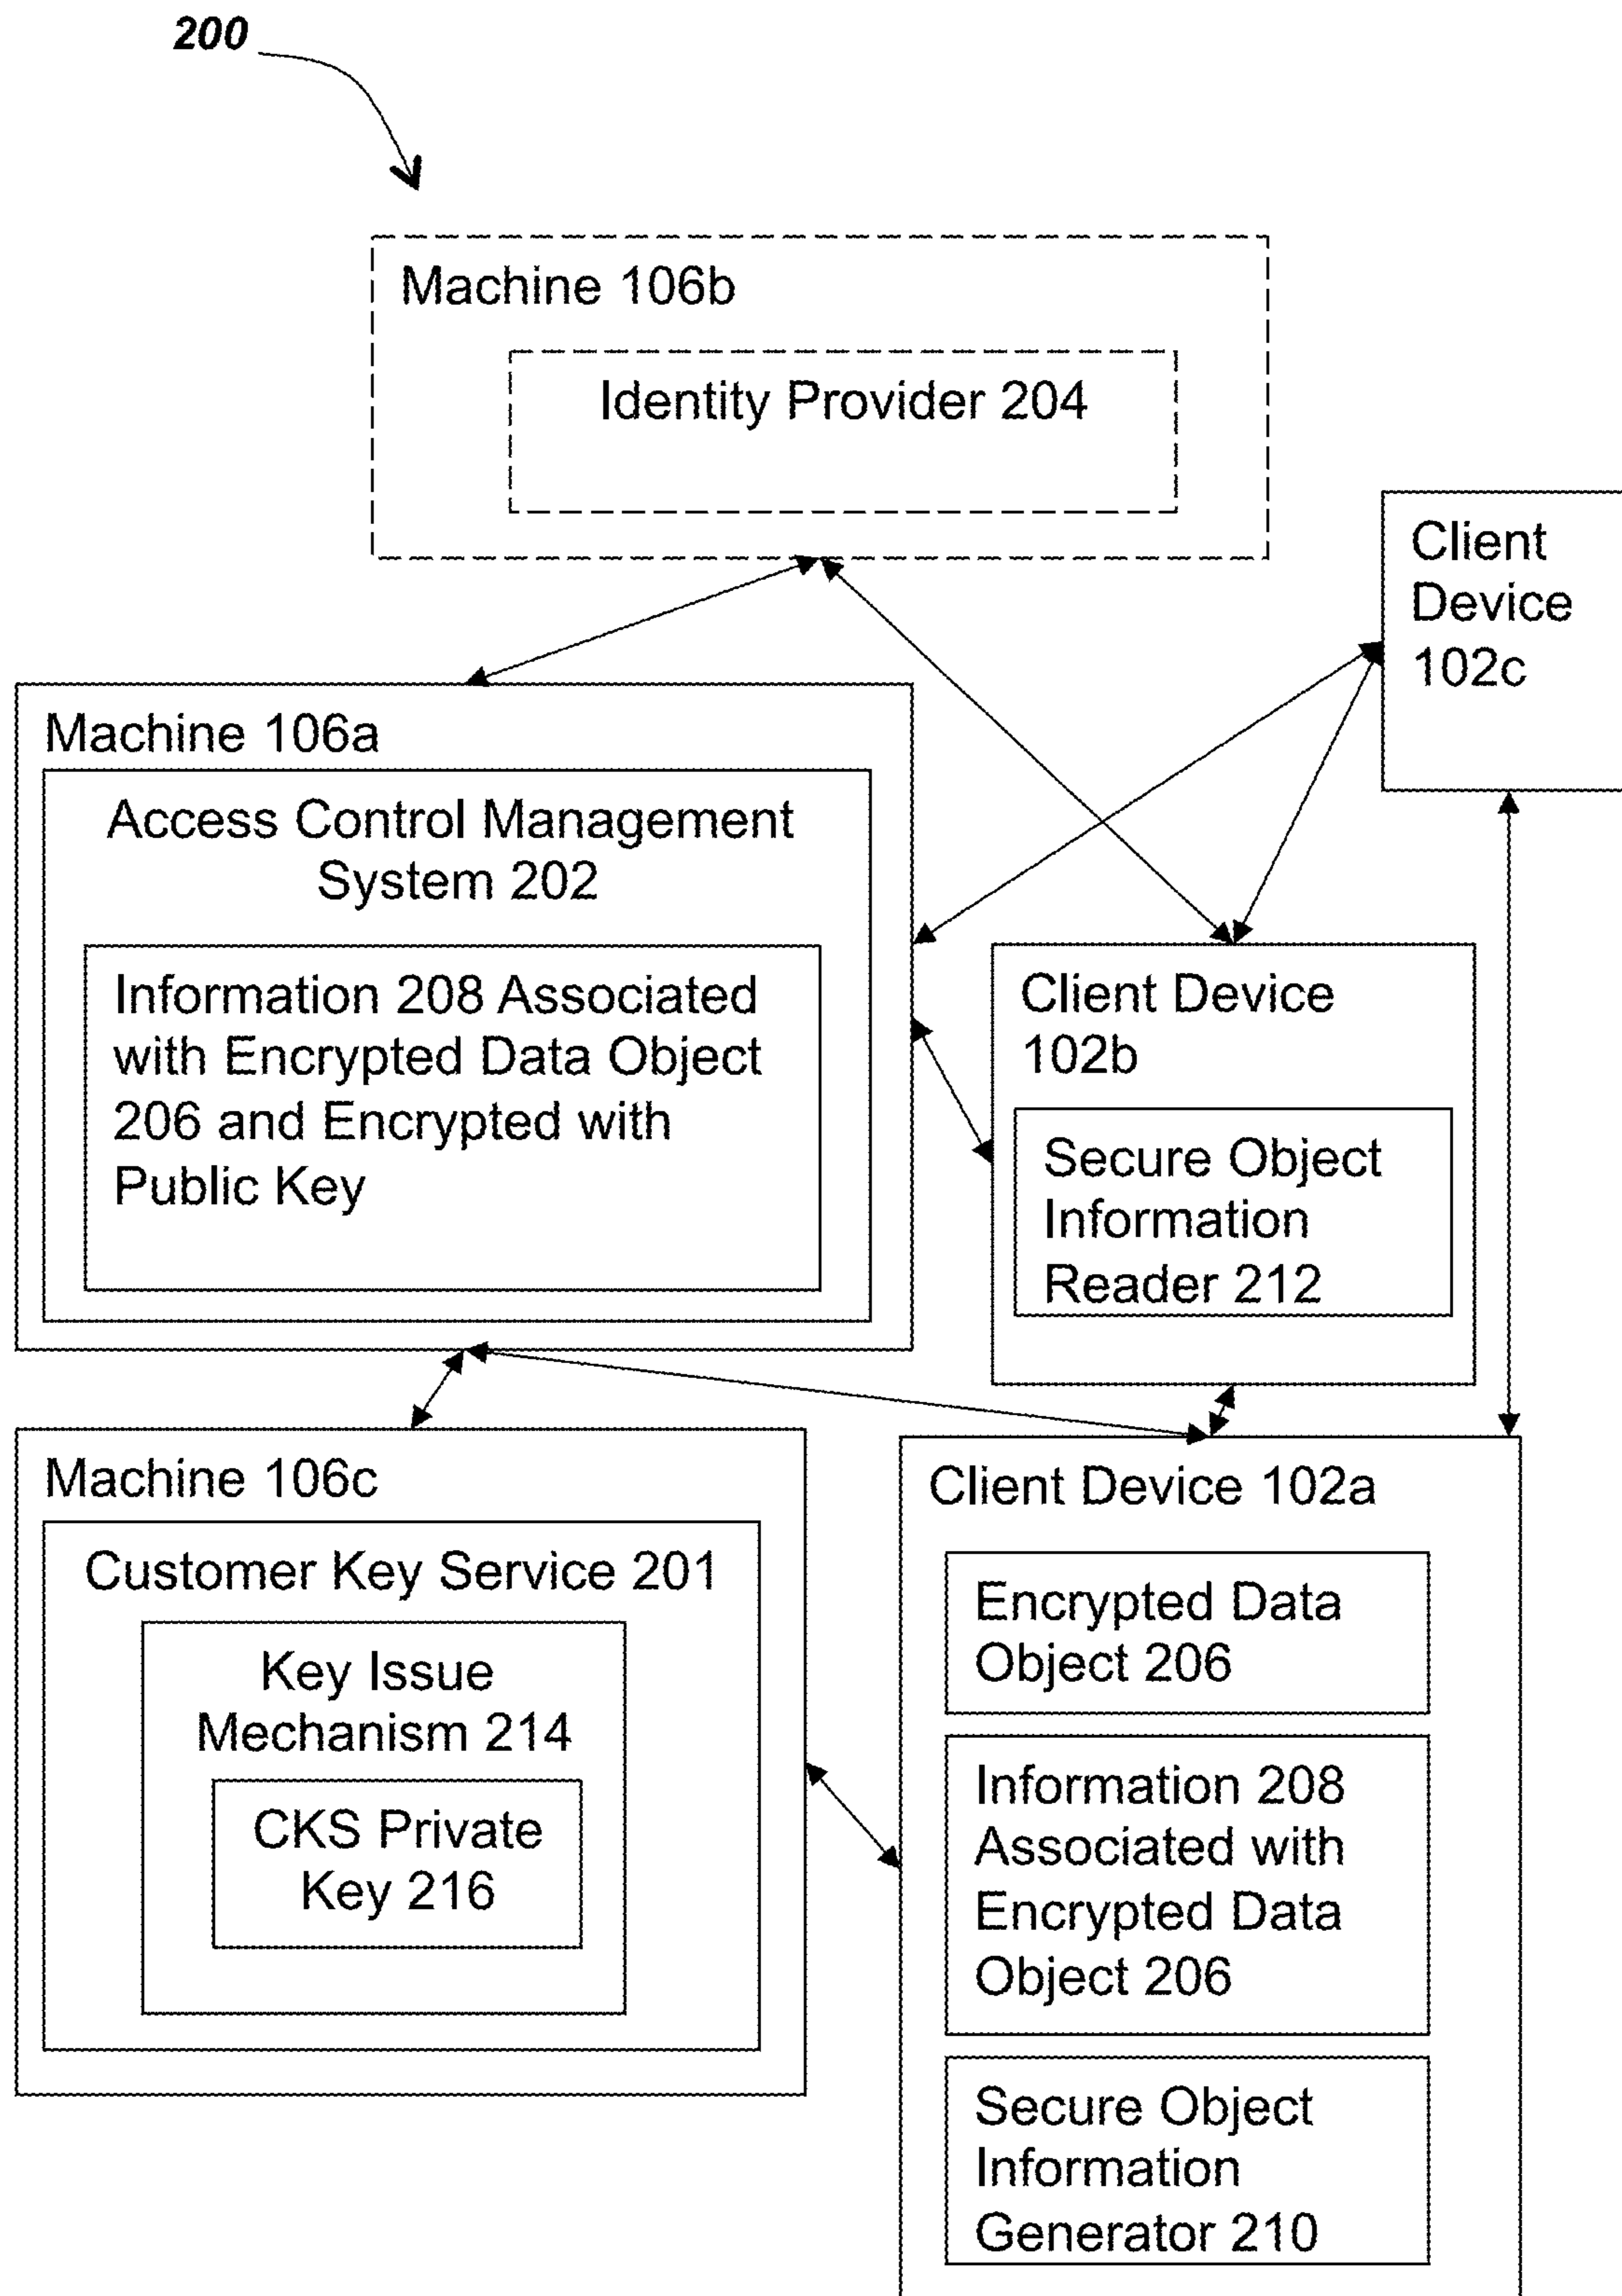 200
Machine 106b
Identity Provider 204
Client
Device
102c
Machine 106a
Access Control Management
System 202
Information 208 Associated
with Encrypted Data Object
206 and Encrypted with
Public Key
Client Device
102b
Secure Object
Information
Reader 212
Machine 106c
Customer Key Service 201
Key Issue
Mechanism 214
CKS Private
Key 216
Client Device 102a
Encrypted Data
Object 206
Information 208
Associated with
Encrypted Data
Object 206
Secure Object
Information
Generator 210